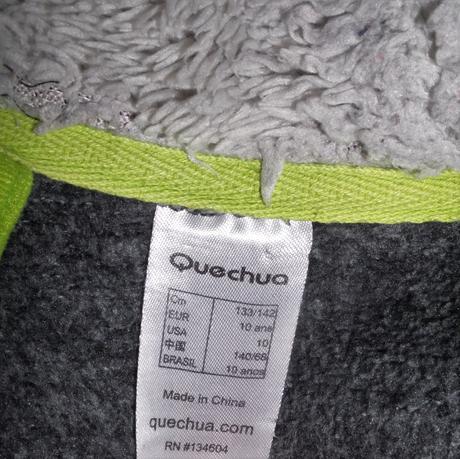 Quechua
Cm 133/142
EUR 10 ans
USA 10
中国 140/68
BRASIL 10 anos
Made in China
quechua.com
RN #134604